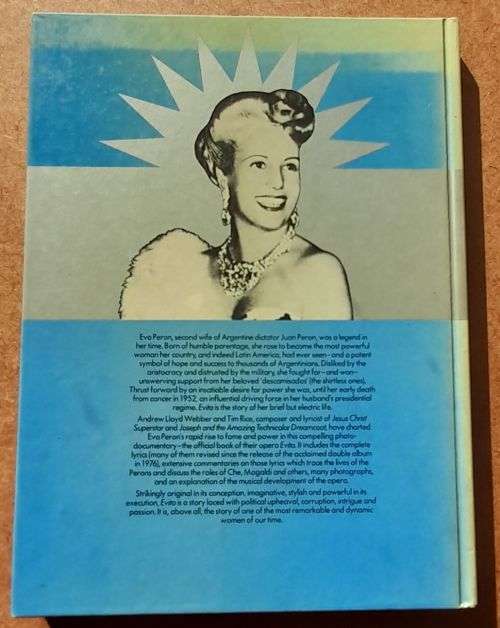 Eva Peron, second wife of Argentine dictator Juan Peron, was a legend in
her time. Born of humble parentage, she rose to become the most powerful
woman her country, and indeed Latin America, had ever seen-and a potent
symbol of hope and success to thousands of Argentinians. Disliked by the
aristocracy and distrusted by the military, she fought for-and won-
unswerving support from her beloved 'descamisados' (the shirtless ones).
Thrust forward by an insatiable desire for power she was, until her early death
from cancer in 1952, an influential driving force in her husband's presidential
regime. Evita is the story of her brief but electric life.
Andrew Lloyd Webber and Tim Rice, composer and lyricist of Jesus Christ
Superstar and Joseph and the Amazing Technicolor Dreamcoat, have charted
Eva Peron's rapid rise to fame and power in this compelling photo-
documentary-the official book of their opera Evita. It includes the complete
lyrics (many of them revised since the release of the acclaimed double album
in 1976), extensive commentaries on those lyrics which trace the lives of the
Perons and discuss the roles of Che, Magaldi and others, many photographs,
and an explanation of the musical development of the opera.
Strikingly original in its conception, imaginative, stylish and powerful in its
execution, Evita is a story laced with political upheaval, corruption, intrigue and
passion. It is, above all, the story of one of the most remarkable and dynamic
women of our time.